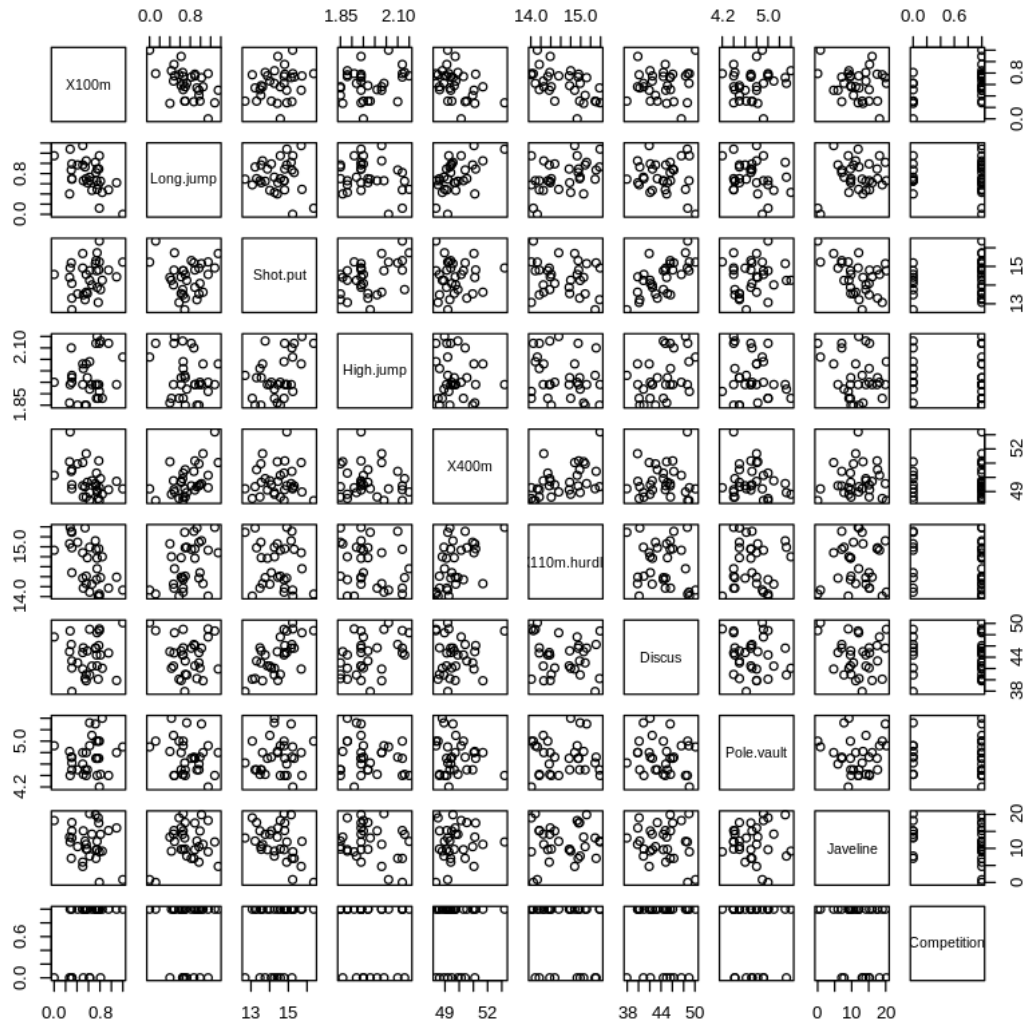 0.0 0.8 1.85 2.10 14.0 15.0 4.2 5.0 0.0 0.6
X100m 0.0 0.8
0.0 0.8 Long.jump
Shot.put 13 15
1.85 2.10 High.jump
X400m 49 52
14.0 15.0 110m.hurdl
Discus 38 44 50
4.2 5.0 Pole.vault
Javeline 0 10 20
0.0 0.6 Competition
0.0 0.8 13 15 49 52 38 44 50 0 10 20